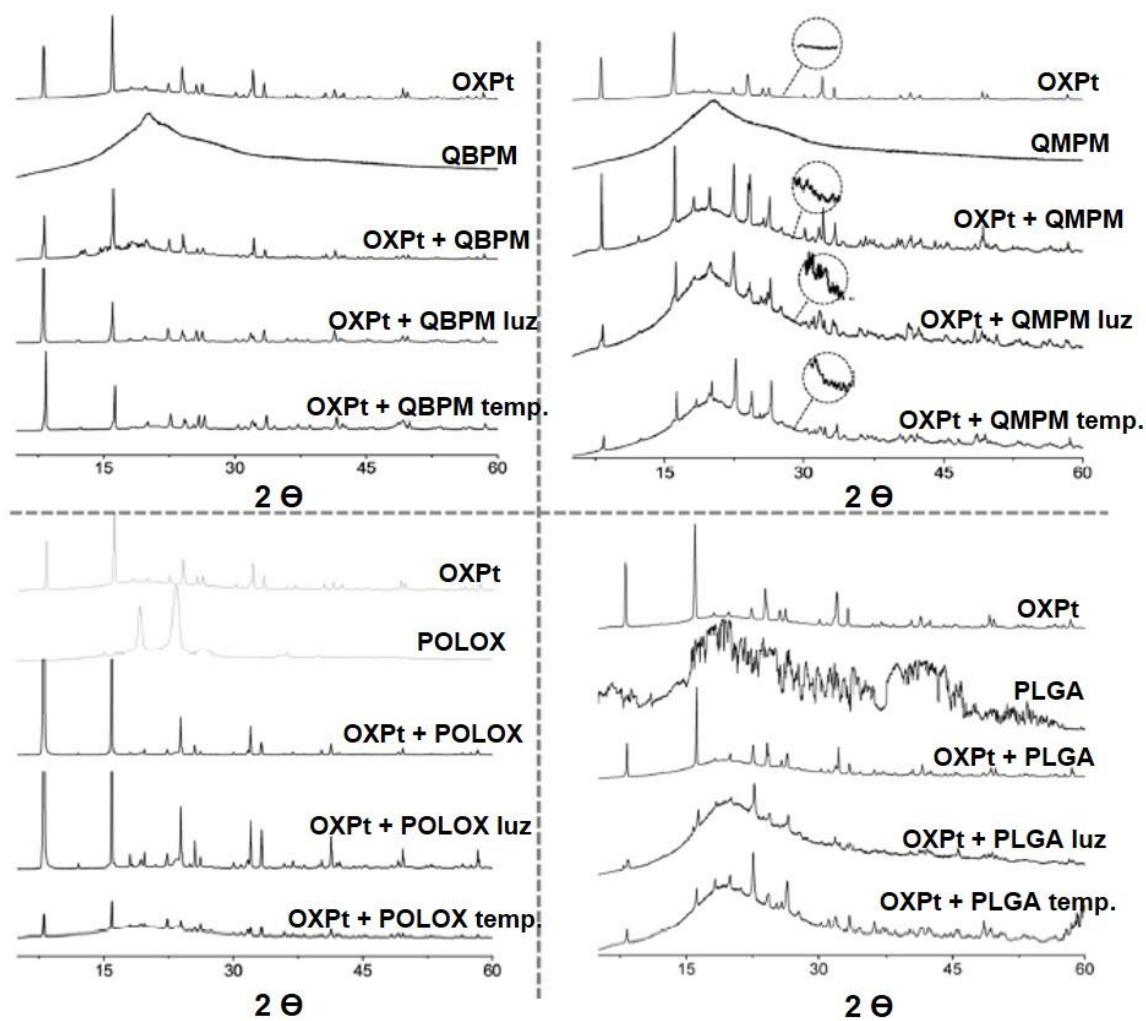 OXPt
QBPM
OXPt + QBPM
OXPt + QBPM luz
OXPt + QBPM temp.
15 30 45 60
2 Θ
OXPt
QMPM
OXPt + QMPM
OXPt + QMPM luz
OXPt + QMPM temp.
15 30 45 60
2 Θ
OXPt
POLOX
OXPt + POLOX
OXPt + POLOX luz
OXPt + POLOX temp.
15 30 45 60
2 Θ
OXPt
PLGA
OXPt + PLGA
OXPt + PLGA luz
OXPt + PLGA temp.
15 30 45 60
2 Θ